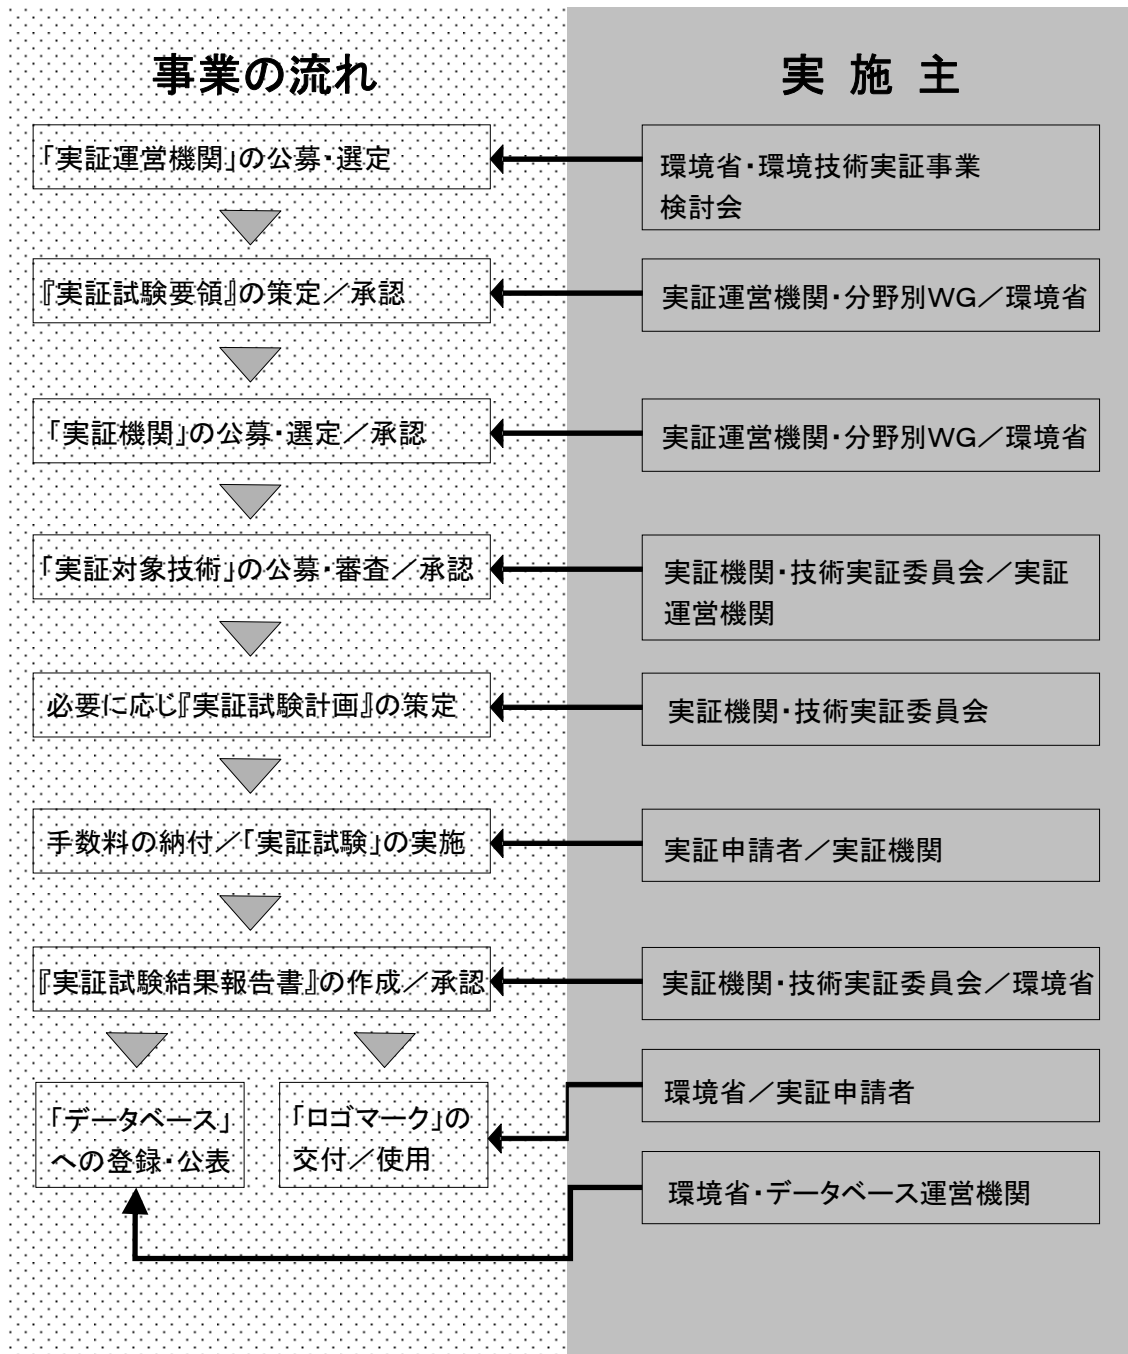 事業の流れ
実 施 主
「実証運営機関」の公募・選定
環境省・環境技術実証事業
検討会
『実証試験要領』の策定／承認
実証運営機関・分野別WG／環境省
「実証機関」の公募・選定／承認
実証運営機関・分野別WG／環境省
「実証対象技術」の公募・審査／承認
実証機関・技術実証委員会／実証
運営機関
必要に応じ『実証試験計画』の策定
実証機関・技術実証委員会
手数料の納付／「実証試験」の実施
実証申請者／実証機関
『実証試験結果報告書』の作成／承認
実証機関・技術実証委員会／環境省
「データベース」
への登録・公表
「ロゴマーク」の
交付／使用
環境省／実証申請者
環境省・データベース運営機関